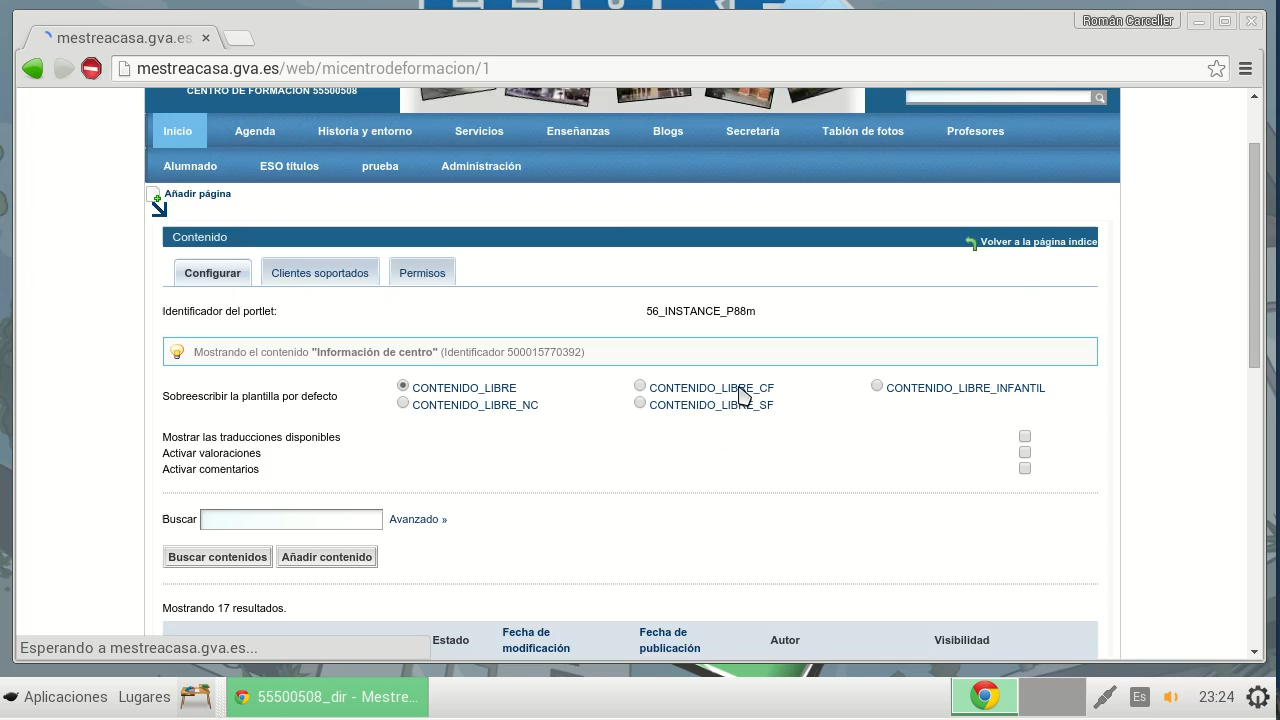 Román Carceller
mestreacasa.gva.es
mestreacasa.gva.es/web/micentrodeformacion/1
CENTRO DE FORMACIÓN 55500508
Inicio Agenda Historia y entorno Servicios Enseñanzas Blogs Secretaría Tablón de fotos Profesores
Alumnado ESO títulos prueba Administración
Añadir página
Contenido
Volver a la página índice
Configurar Clientes soportados Permisos
Identificador del portlet: 56_INSTANCE_P88m
Mostrando el contenido "Información de centro" (Identificador 500015770392)
Sobreescribir la plantilla por defecto
CONTENIDO_LIBRE CONTENIDO_LIBRE_CF CONTENIDO_LIBRE_INFANTIL
CONTENIDO_LIBRE_NC CONTENIDO_LIBRE_SF
Mostrar las traducciones disponibles
Activar valoraciones
Activar comentarios
Buscar Avanzado »
Buscar contenidos Añadir contenido
Mostrando 17 resultados.
Estado Fecha de modificación Fecha de publicación Autor Visibilidad
Esperando a mestreacasa.gva.es...
Aplicaciones Lugares 55500508_dir - Mestre... Es 23:24